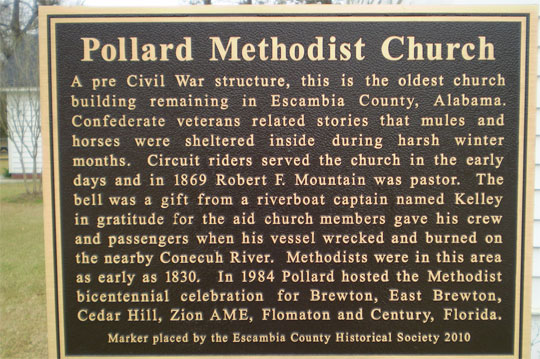 Pollard Methodist Church
A pre Civil War structure, this is the oldest church
building remaining in Escambia County, Alabama.
Confederate veterans related stories that mules and
horses were sheltered inside during harsh winter
months. Circuit riders served the church in the early
days and in 1869 Robert F. Mountain was pastor. The
bell was a gift from a riverboat captain named Kelley
in gratitude for the aid church members gave his crew
and passengers when his vessel wrecked and burned on
the nearby Conecuh River. Methodists were in this area
as early as 1830. In 1984 Pollard hosted the Methodist
bicentennial celebration for Brewton, East Brewton,
Cedar Hill, Zion AME, Flomaton and Century, Florida.
Marker placed by the Escambia County Historical Society 2010